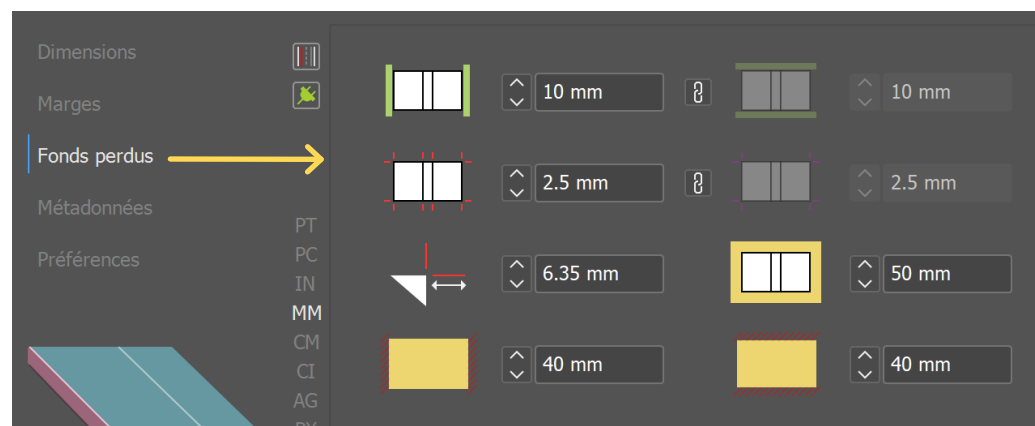 Dimensions
Marges
Fonds perdus
Métadonnées
Préférences
PT
PC
IN
MM
CM
CI
AG
10 mm
10 mm
2.5 mm
2.5 mm
6.35 mm
50 mm
40 mm
40 mm